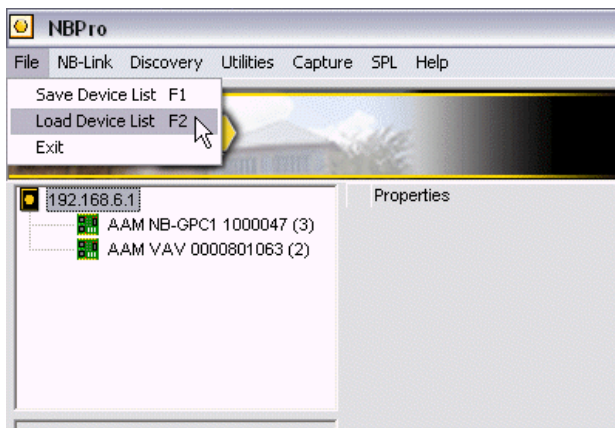 NBPro
File NB-Link Discovery Utilities Capture SPL Help
Save Device List F1
Load Device List F2
Exit
192.168.6.1
AAM NB-GPC1 1000047 (3)
AAM VAV 0000801063 (2)
Properties